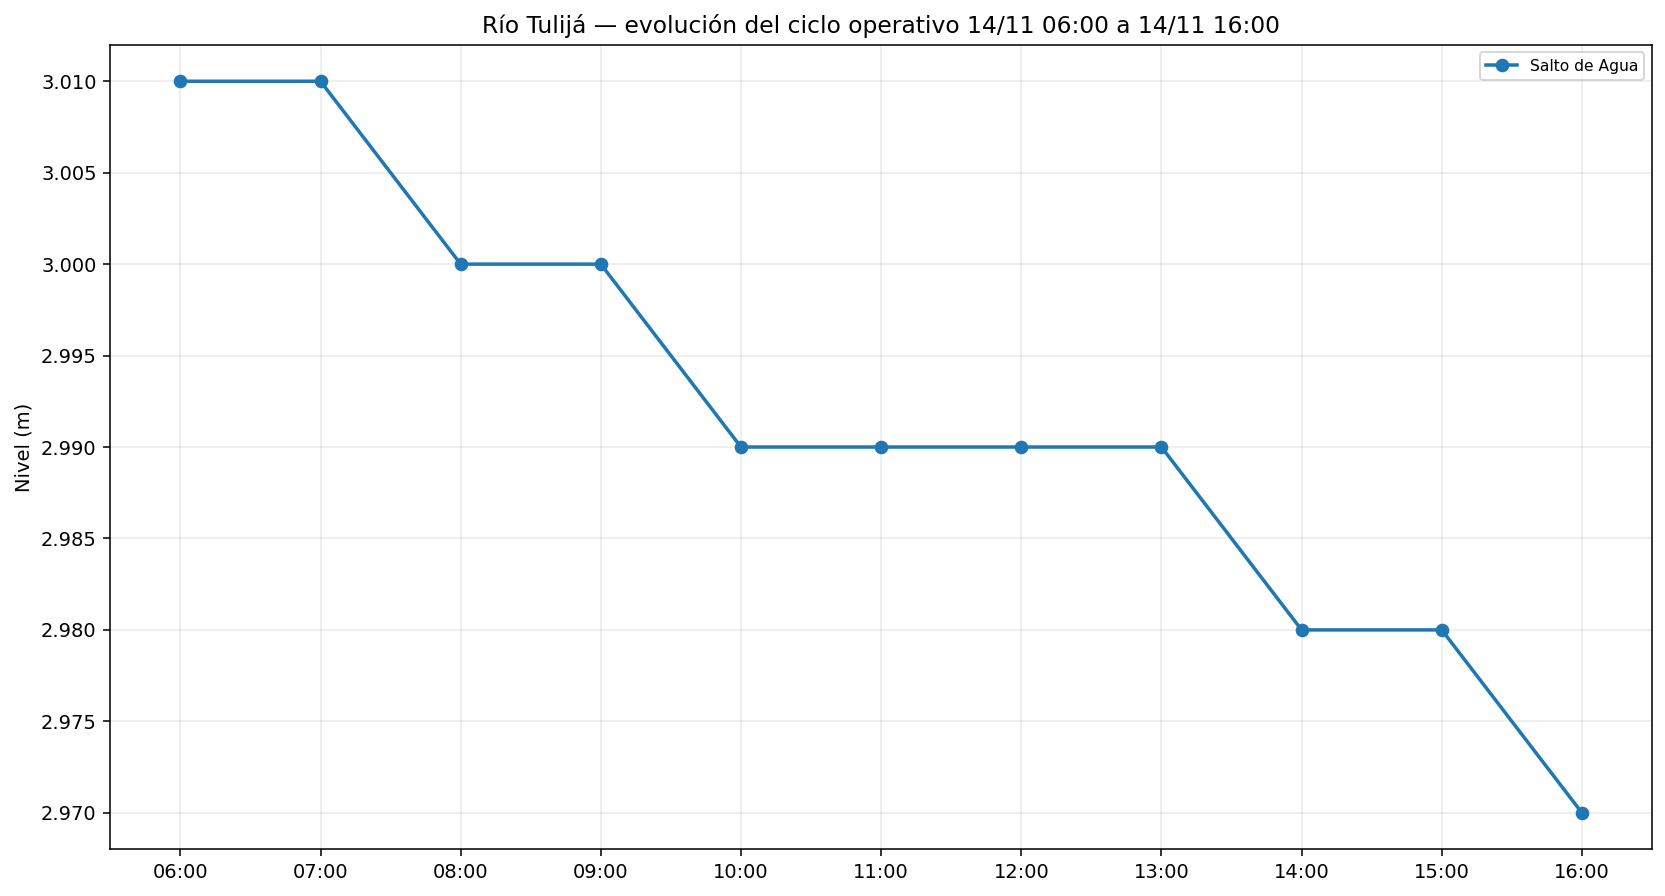 Río Tulijá — evolución del ciclo operativo 14/11 06:00 a 14/11 16:00
Salto de Agua
Nivel (m)
3.010
3.005
3.000
2.995
2.990
2.985
2.980
2.975
2.970
06:00 07:00 08:00 09:00 10:00 11:00 12:00 13:00 14:00 15:00 16:00